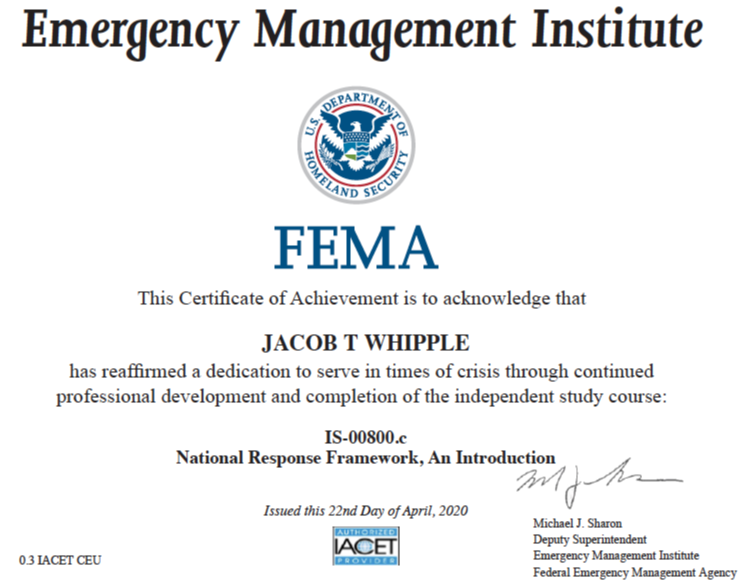 Emergency Management Institute
U.S. DEPARTMENT OF
HOMELAND SECURITY
FEMA
This Certificate of Achievement is to acknowledge that
JACOB T WHIPPLE
has reaffirmed a dedication to serve in times of crisis through continued
professional development and completion of the independent study course:
IS-00800.c
National Response Framework, An Introduction
Issued this 22nd Day of April, 2020
AUTHORIZED
IACET
PROVIDER
0.3 IACET CEU
Michael J. Sharon
Deputy Superintendent
Emergency Management Institute
Federal Emergency Management Agency